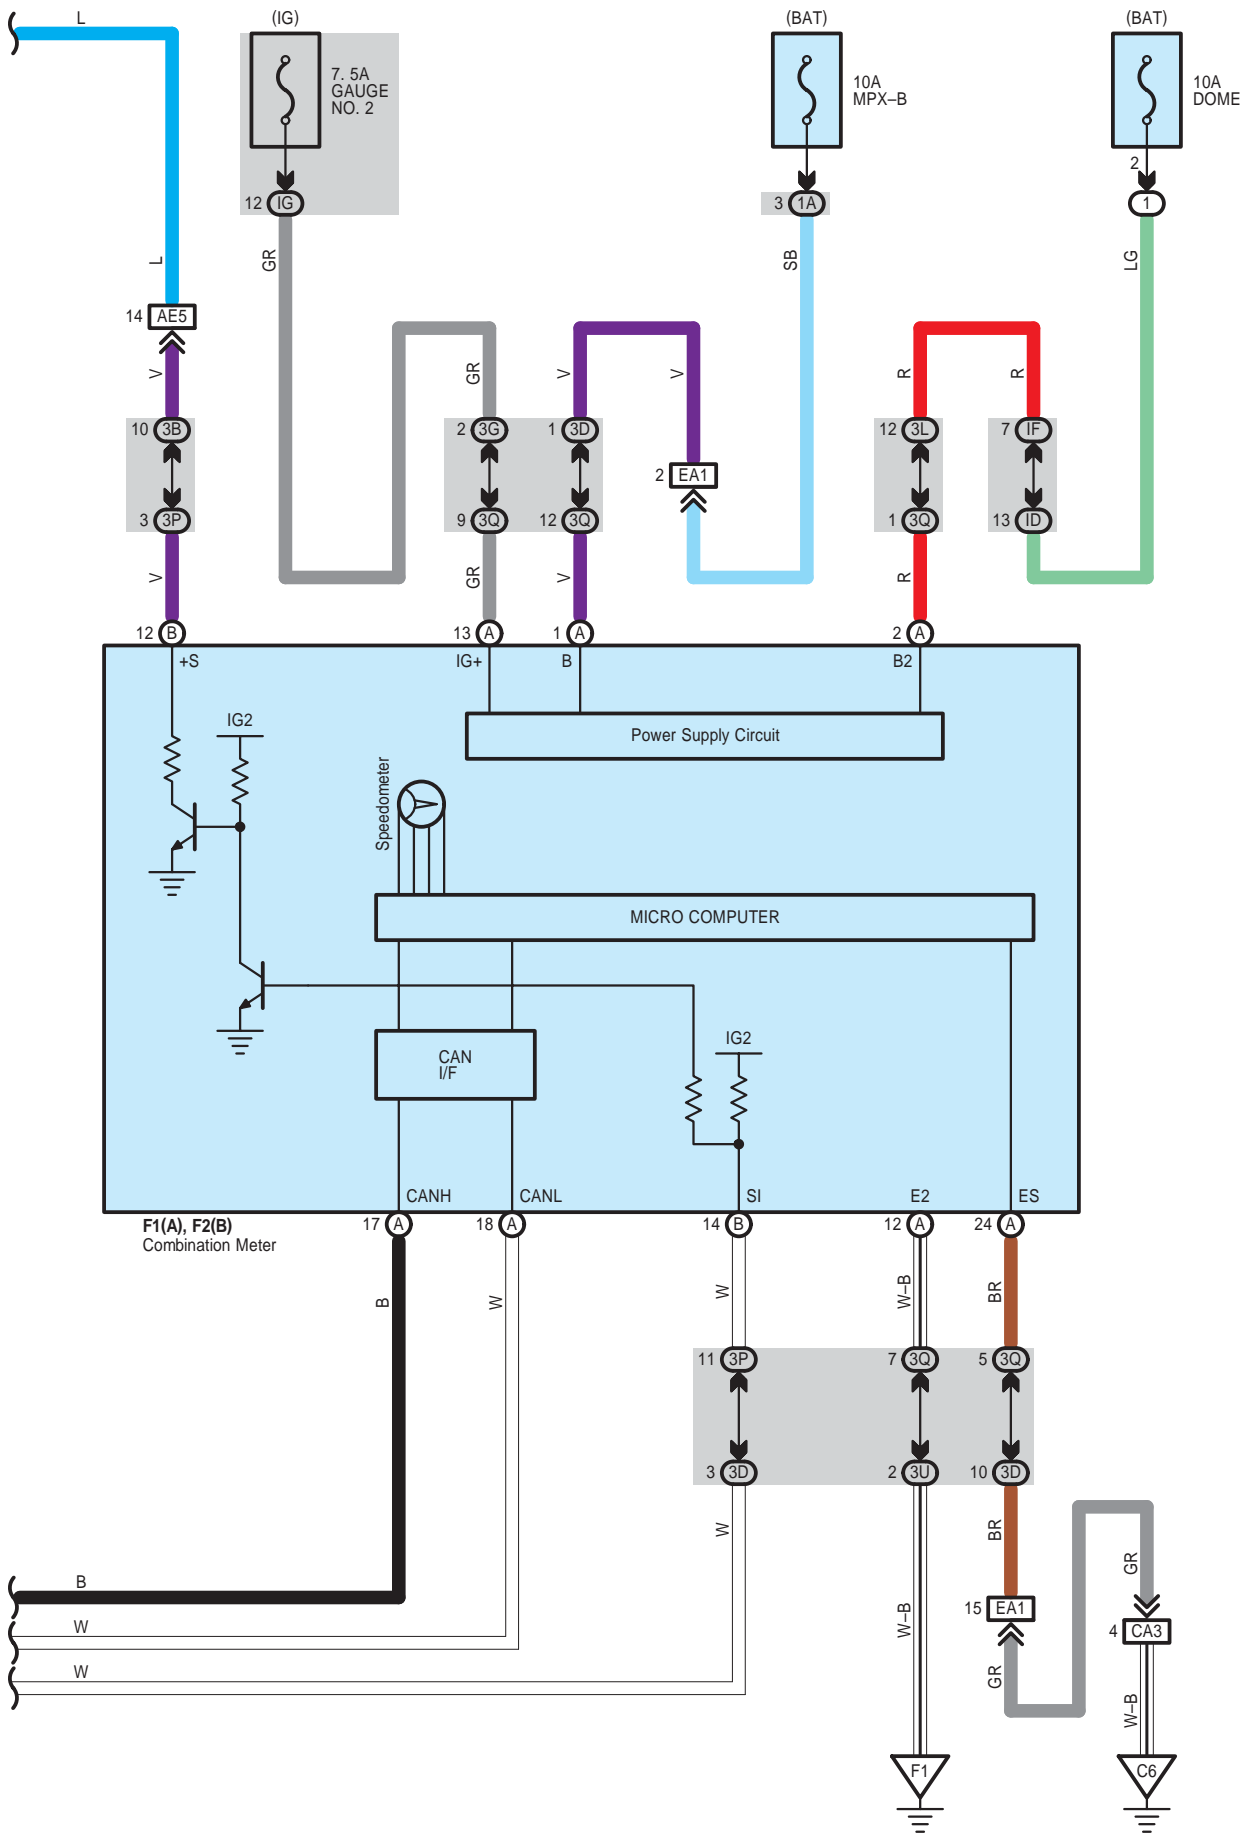 L
(IG)
(BAT)
(BAT)
7. 5A
GAUGE
NO. 2
10A
MPX–B
10A
DOME
2
12 IG
3 1A
1
L
GR
SB
LG
14 AE5
V
GR
V
V
R
R
10 3B
2 3G
1 3D
12 3L
7 IF
2 EA1
3 3P
9 3Q
12 3Q
1 3Q
13 ID
V
GR
V
R
12 B
13 A
1 A
2 A
+S
IG+
B
B2
IG2
Power Supply Circuit
Speedometer
MICRO COMPUTER
CAN
I/F
IG2
CANH
CANL
SI
E2
ES
F1(A), F2(B)
Combination Meter
17 A
18 A
14 B
12 A
24 A
B
W
W
W–B
BR
11 3P
7 3Q
5 3Q
3 3D
2 3U
10 3D
W
BR
GR
B
W–B
15 EA1
4 CA3
W
W
GR
W–B
F1
C6